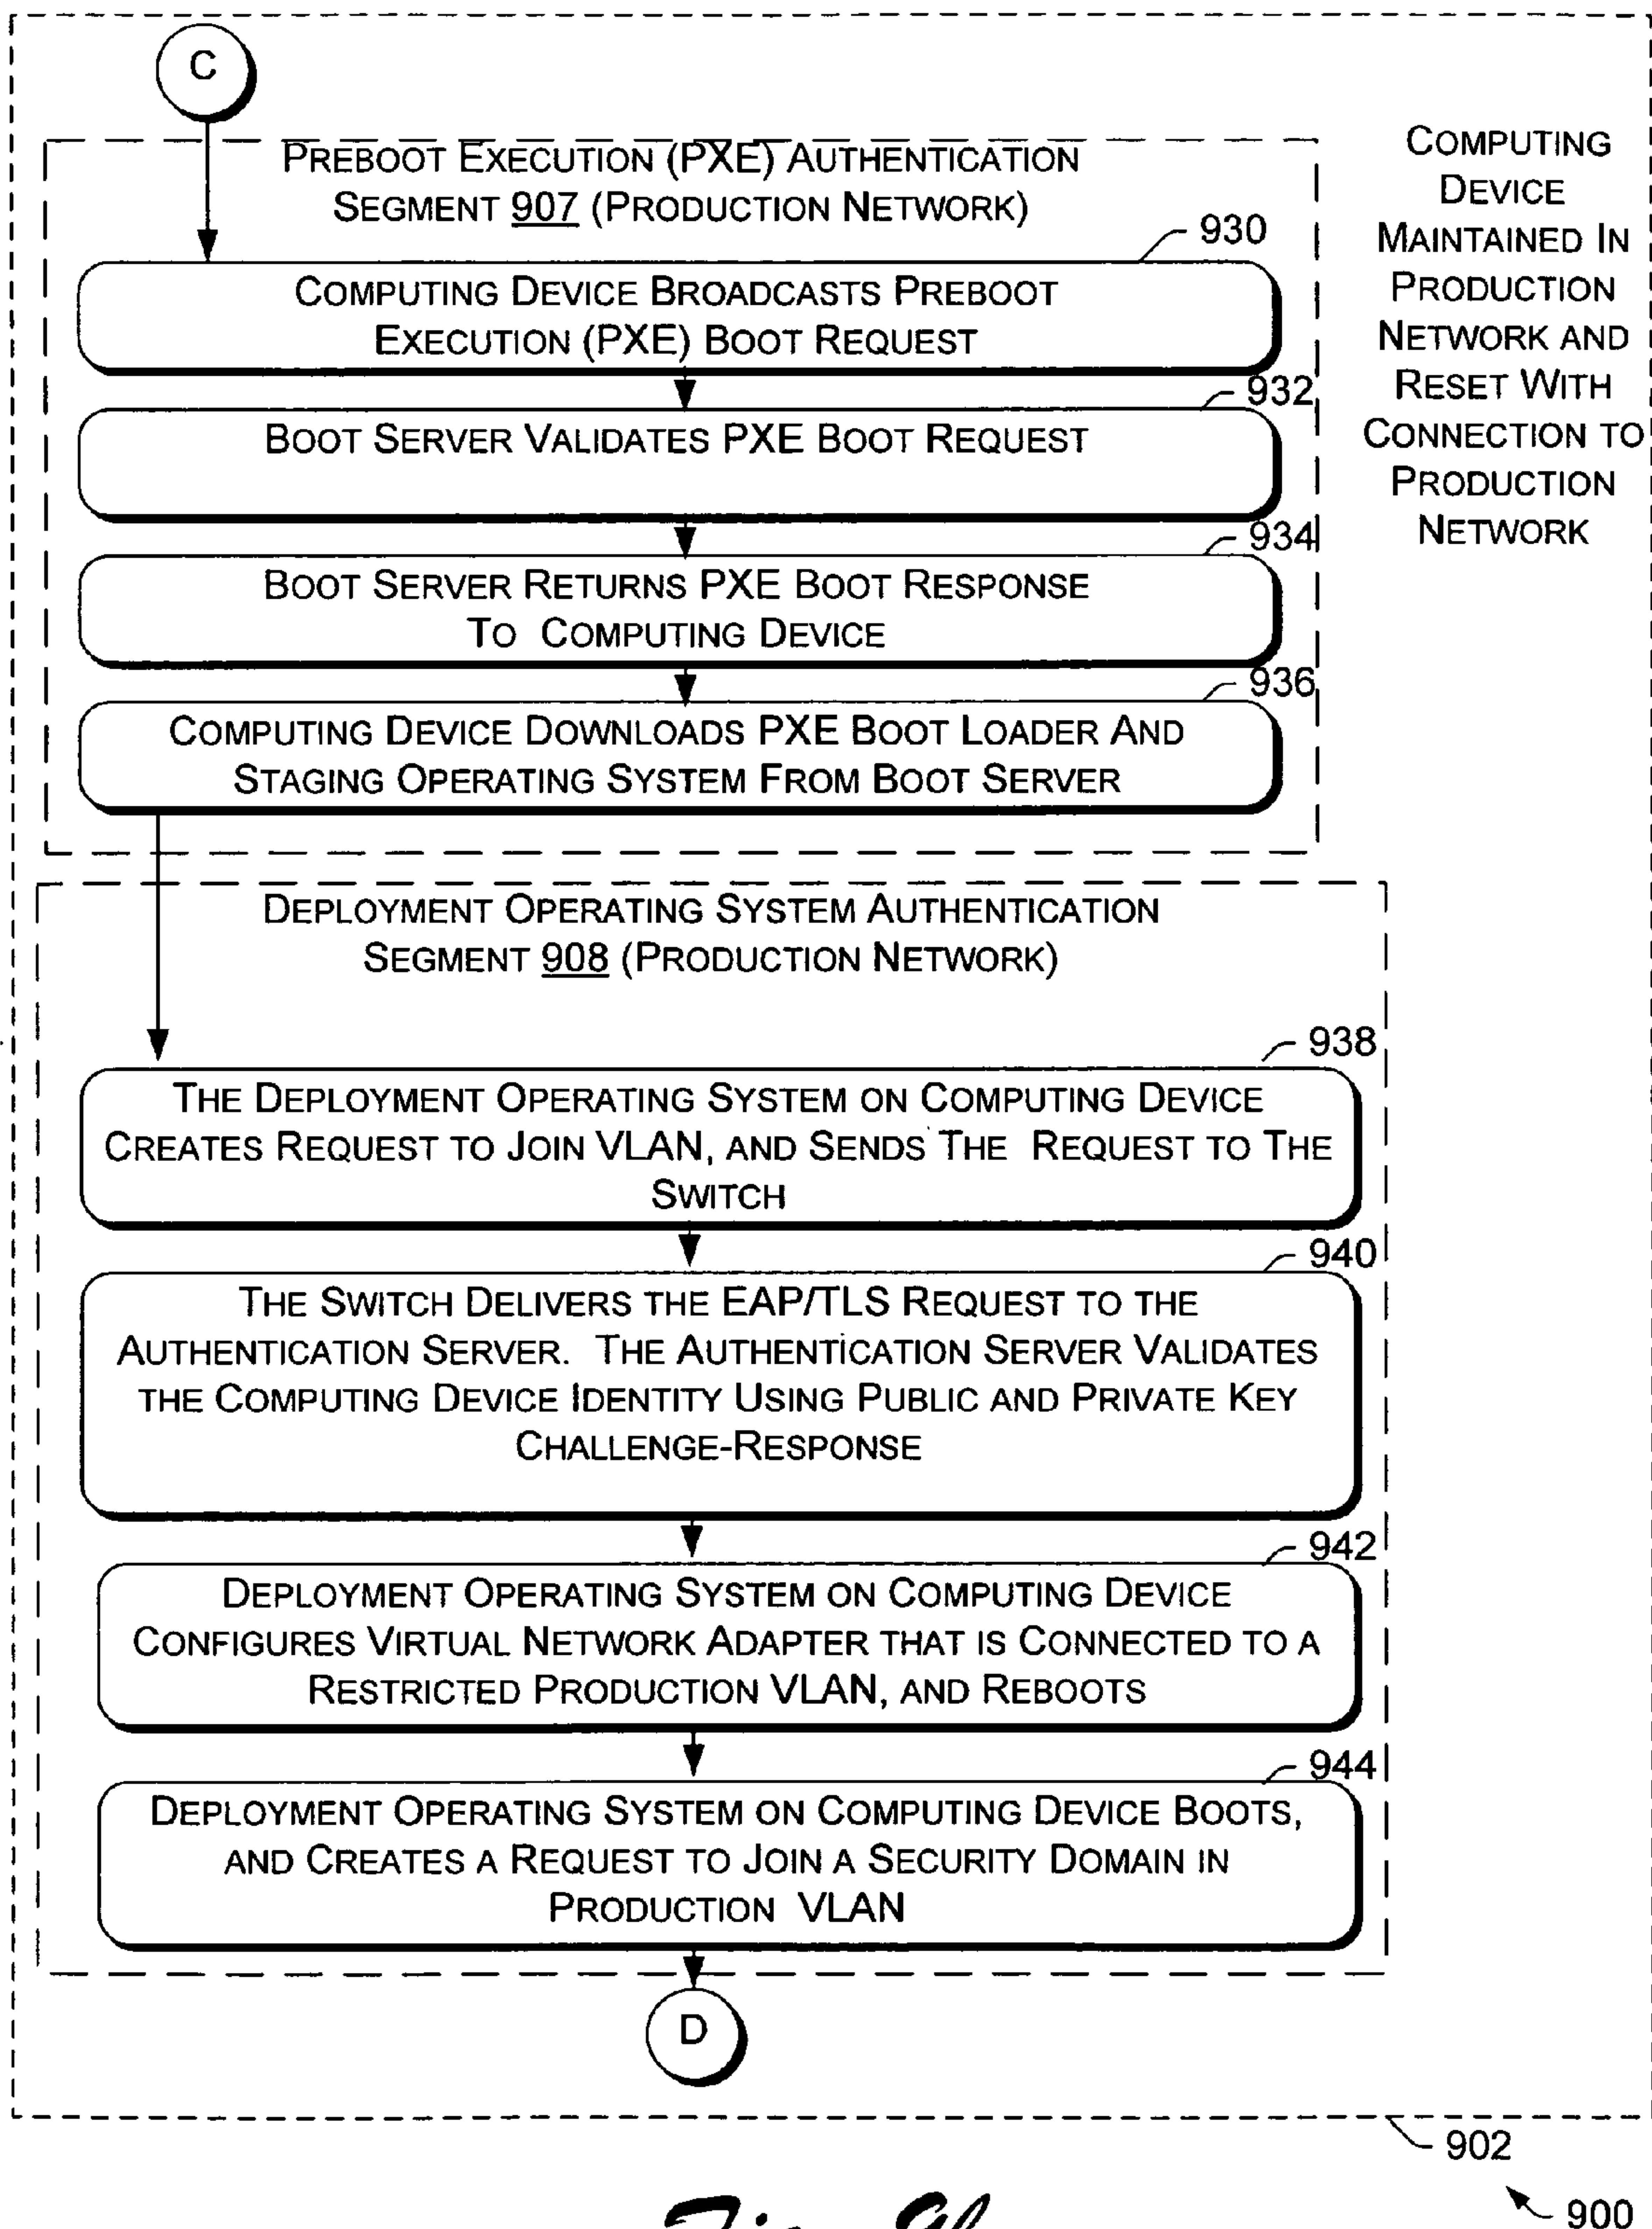 C
PREBOOT EXECUTION (PXE) AUTHENTICATION
SEGMENT 907 (PRODUCTION NETWORK)
COMPUTING
DEVICE
MAINTAINED IN
PRODUCTION
NETWORK AND
RESET WITH
CONNECTION TO
PRODUCTION
NETWORK
930
COMPUTING DEVICE BROADCASTS PREBOOT
EXECUTION (PXE) BOOT REQUEST
932
BOOT SERVER VALIDATES PXE BOOT REQUEST
934
BOOT SERVER RETURNS PXE BOOT RESPONSE
TO COMPUTING DEVICE
936
COMPUTING DEVICE DOWNLOADS PXE BOOT LOADER AND
STAGING OPERATING SYSTEM FROM BOOT SERVER
DEPLOYMENT OPERATING SYSTEM AUTHENTICATION
SEGMENT 908 (PRODUCTION NETWORK)
938
THE DEPLOYMENT OPERATING SYSTEM ON COMPUTING DEVICE
CREATES REQUEST TO JOIN VLAN, AND SENDS THE REQUEST TO THE
SWITCH
940
THE SWITCH DELIVERS THE EAP/TLS REQUEST TO THE
AUTHENTICATION SERVER. THE AUTHENTICATION SERVER VALIDATES
THE COMPUTING DEVICE IDENTITY USING PUBLIC AND PRIVATE KEY
CHALLENGE-RESPONSE
942
DEPLOYMENT OPERATING SYSTEM ON COMPUTING DEVICE
CONFIGURES VIRTUAL NETWORK ADAPTER THAT IS CONNECTED TO A
RESTRICTED PRODUCTION VLAN, AND REBOOTS
944
DEPLOYMENT OPERATING SYSTEM ON COMPUTING DEVICE BOOTS,
AND CREATES A REQUEST TO JOIN A SECURITY DOMAIN IN
PRODUCTION VLAN
D
902
900